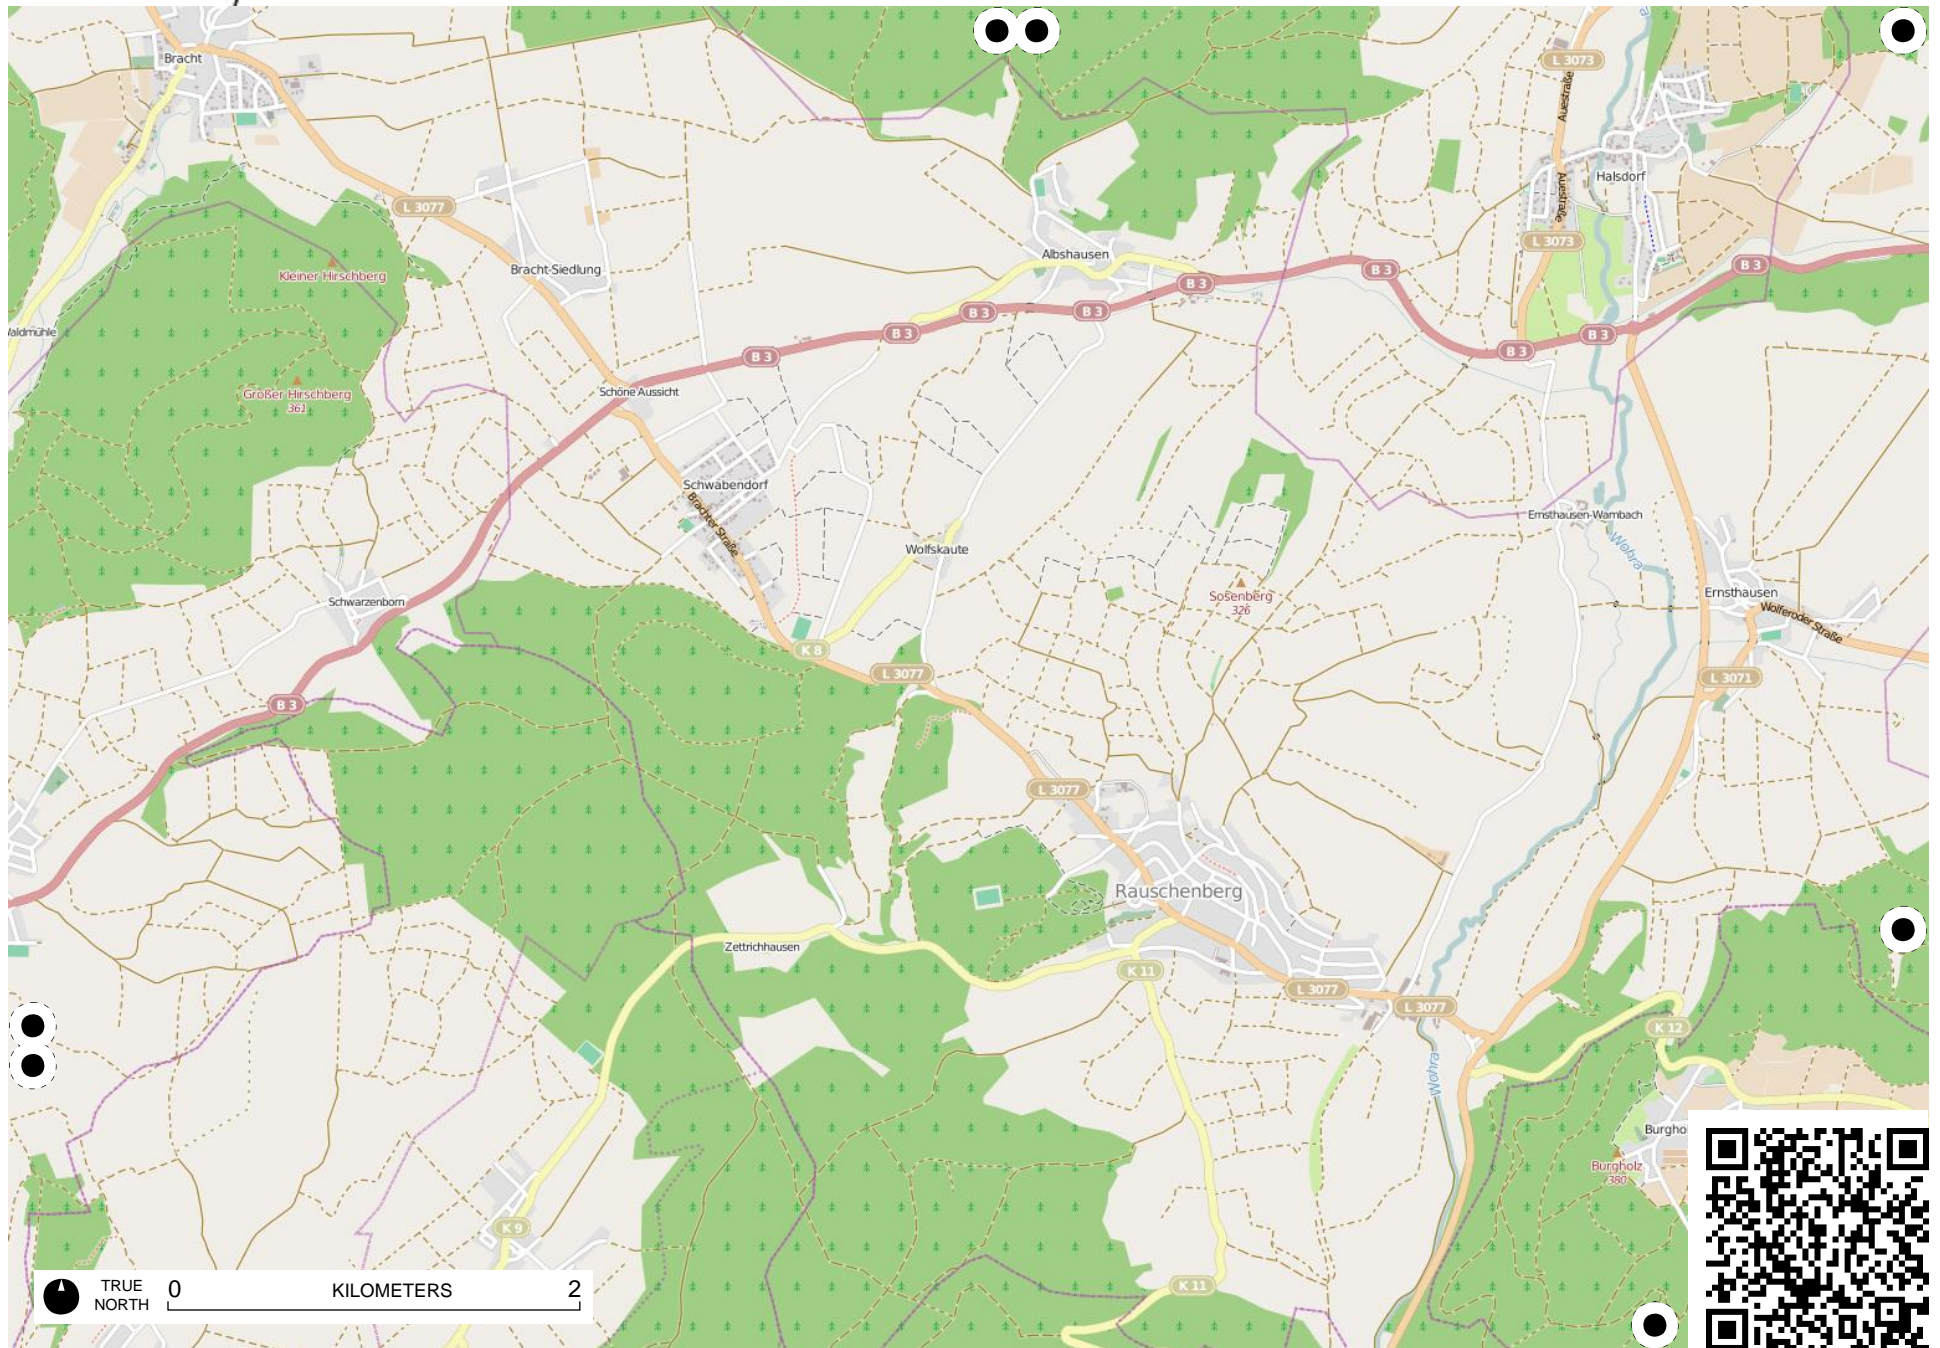 Bracht
L 3073
Auestraße
Halsdorf
Auestraße
L 3077
L 3073
Albshausen
Bracht-Siedlung
Kleiner Hirschberg
B 3
B 3
B 3
B 3
B 3
B 3
B 3
B 3
B 3
Großer Hirschberg
361
Schöne Aussicht
Schwabendorf
Brachter Straße
Ernsthausen-Wambach
Wohra
Wolfskaute
Sosenberg
326
Ernsthausen
Wolferoder Straße
Schwarzenborn
K 8
L 3077
L 3071
B 3
L 3077
Rauschenberg
Zettrichhausen
K 11
L 3077
L 3077
K 12
Wohra
Burgholz
380
K 9
K 11
TRUE
NORTH
0
KILOMETERS
2